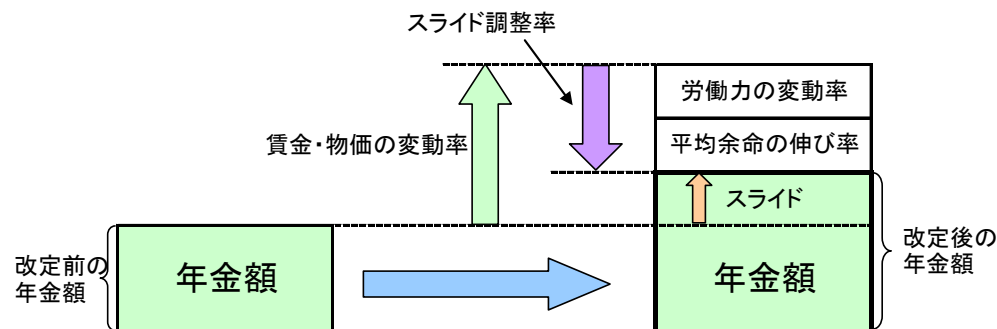 スライド調整率
労働力の変動率
賃金・物価の変動率
平均余命の伸び率
スライド
改定前の
年金額
年金額
年金額
改定後の
年金額